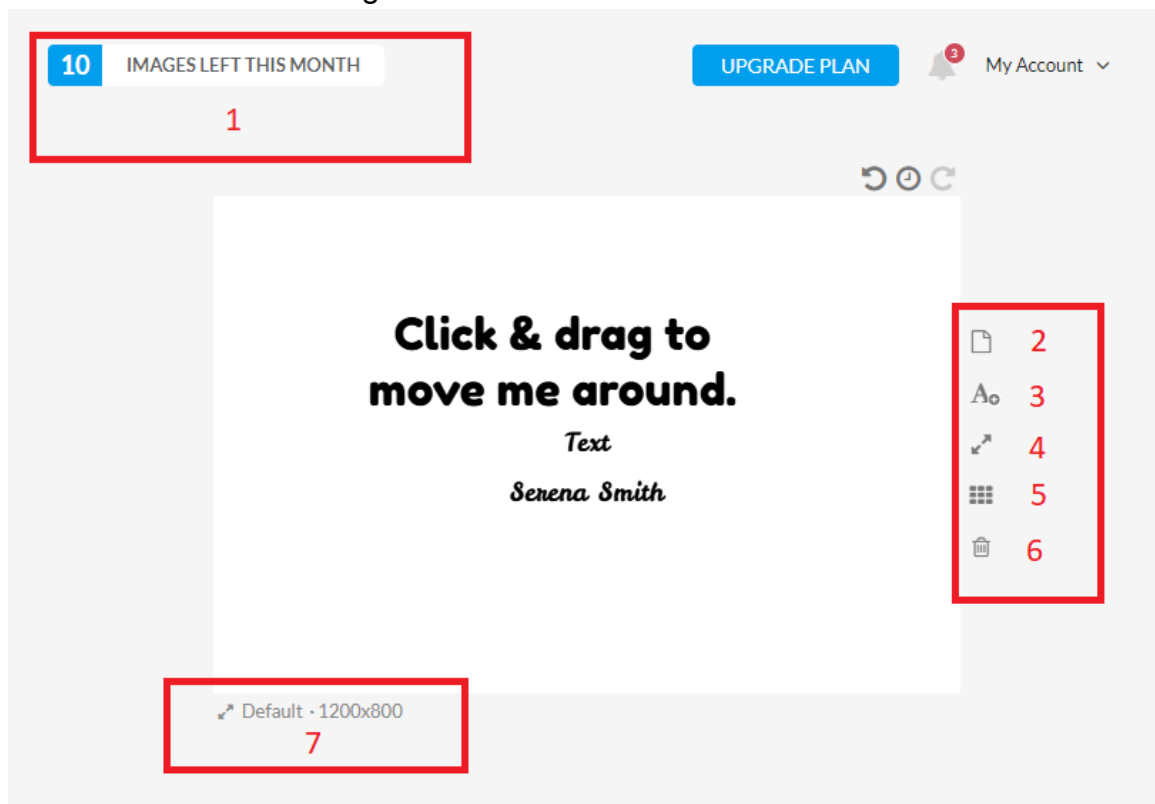 10 IMAGES LEFT THIS MONTH
UPGRADE PLAN
3
My Account
1
Click & drag to
move me around.
Text
Serena Smith
2
A 3
4
5
6
Default · 1200x800
7